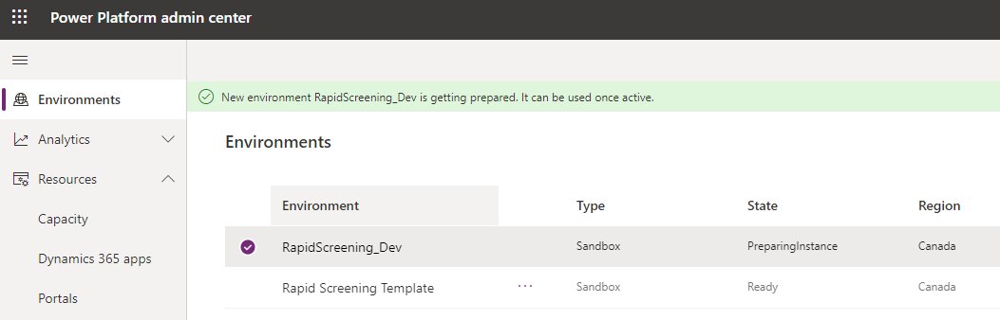 Power Platform admin center
Environments
New environment RapidScreening_Dev is getting prepared. It can be used once active.
Analytics
Environments
Resources
Environment Type State Region
Capacity
RapidScreening_Dev Sandbox PreparingInstance Canada
Dynamics 365 apps
Rapid Screening Template ... Sandbox Ready Canada
Portals